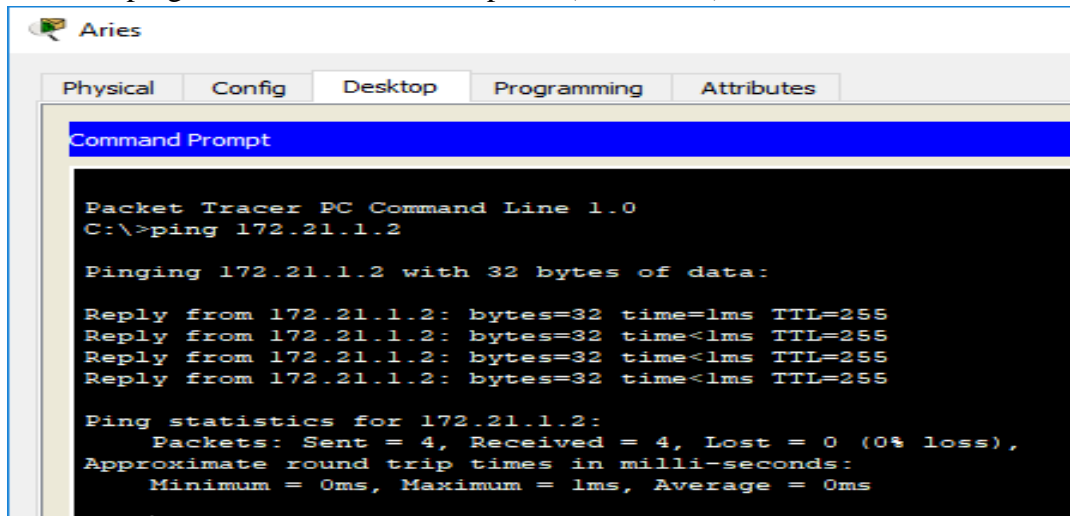 Aries
Physical Config Desktop Programming Attributes
Command Prompt
Packet Tracer PC Command Line 1.0
C:\>ping 172.21.1.2
Pinging 172.21.1.2 with 32 bytes of data:
Reply from 172.21.1.2: bytes=32 time=1ms TTL=255
Reply from 172.21.1.2: bytes=32 time<1ms TTL=255
Reply from 172.21.1.2: bytes=32 time<1ms TTL=255
Reply from 172.21.1.2: bytes=32 time<1ms TTL=255
Ping statistics for 172.21.1.2:
Packets: Sent = 4, Received = 4, Lost = 0 (0% loss),
Approximate round trip times in milli-seconds:
Minimum = 0ms, Maximum = 1ms, Average = 0ms